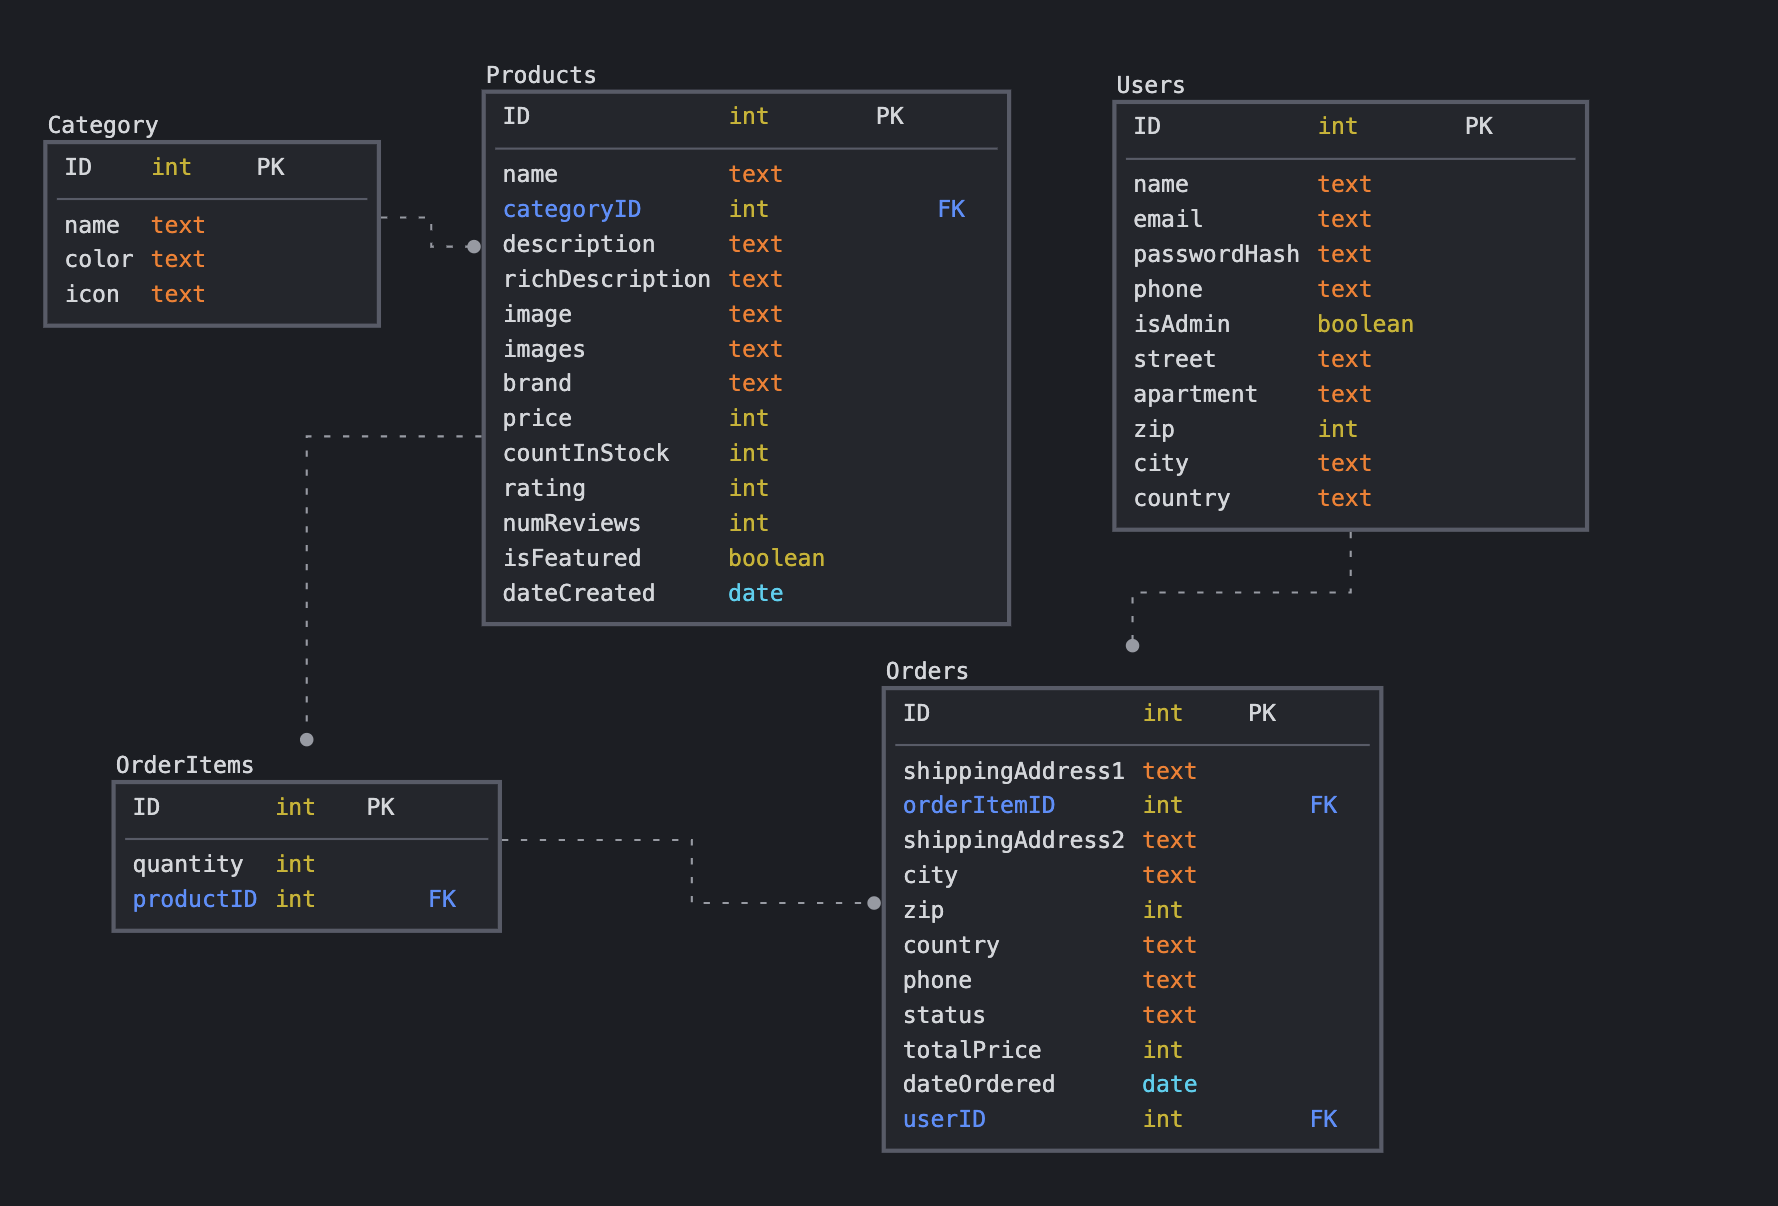 Category
ID int PK
name text
color text
icon text
Products
ID int PK
name text
categoryID int FK
description text
richDescription text
image text
images text
brand text
price int
countInStock int
rating int
numReviews int
isFeatured boolean
dateCreated date
Users
ID int PK
name text
email text
passwordHash text
phone text
isAdmin boolean
street text
apartment text
zip int
city text
country text
OrderItems
ID int PK
quantity int
productID int FK
Orders
ID int PK
shippingAddress1 text
orderItemID int FK
shippingAddress2 text
city text
zip int
country text
phone text
status text
totalPrice int
dateOrdered date
userID int FK